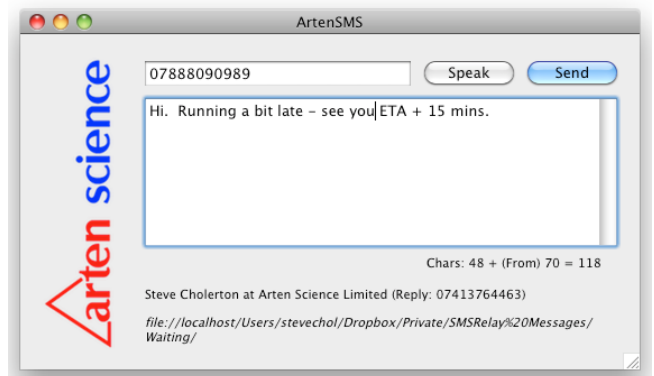 ArtenSMS
arten science
07888090989
Speak
Send
Hi.  Running a bit late – see you ETA + 15 mins.
Chars: 48 + (From) 70 = 118
Steve Cholerton at Arten Science Limited (Reply: 07413764463)
file://localhost/Users/stevechol/Dropbox/Private/SMSRelay%20Messages/
Waiting/